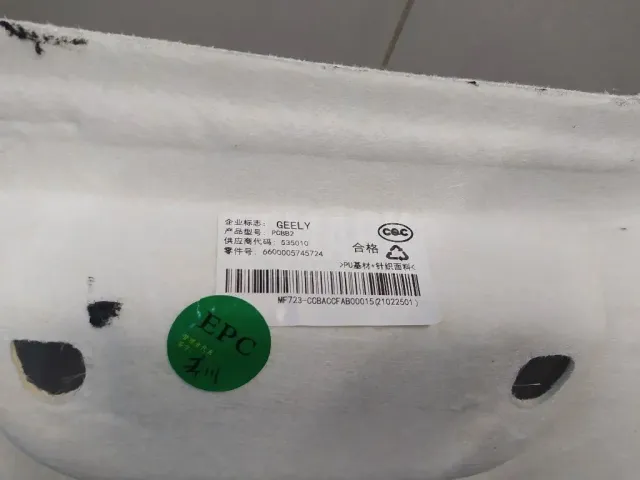 企业标志: GEELY
产品型号: PCBB2
供应商代码: 535010
零件号: 6600005745724
CQC
合格
>PU基材+针织面料<
MF723-CCBACCFAB00015(21022501)
EPC